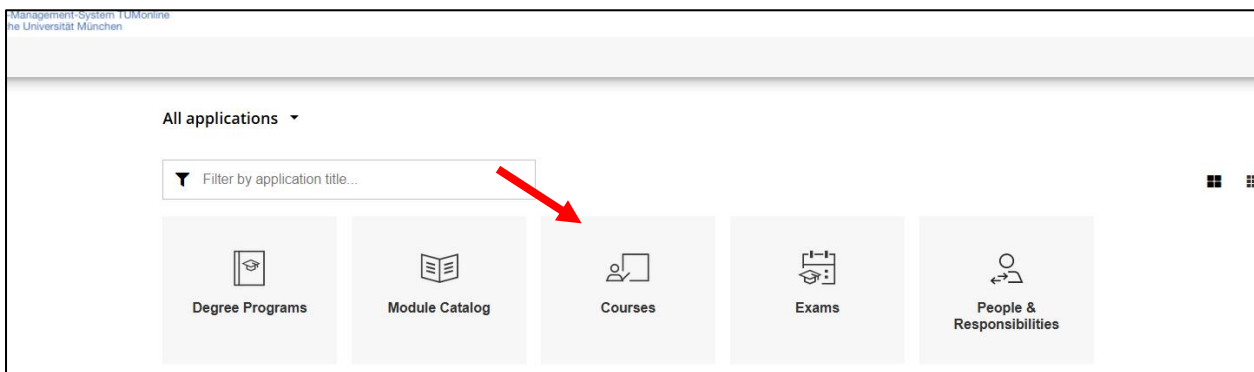 -Management-System TUMonline
he Universität München
All applications
Filter by application title...
Degree Programs
Module Catalog
Courses
Exams
People &
Responsibilities